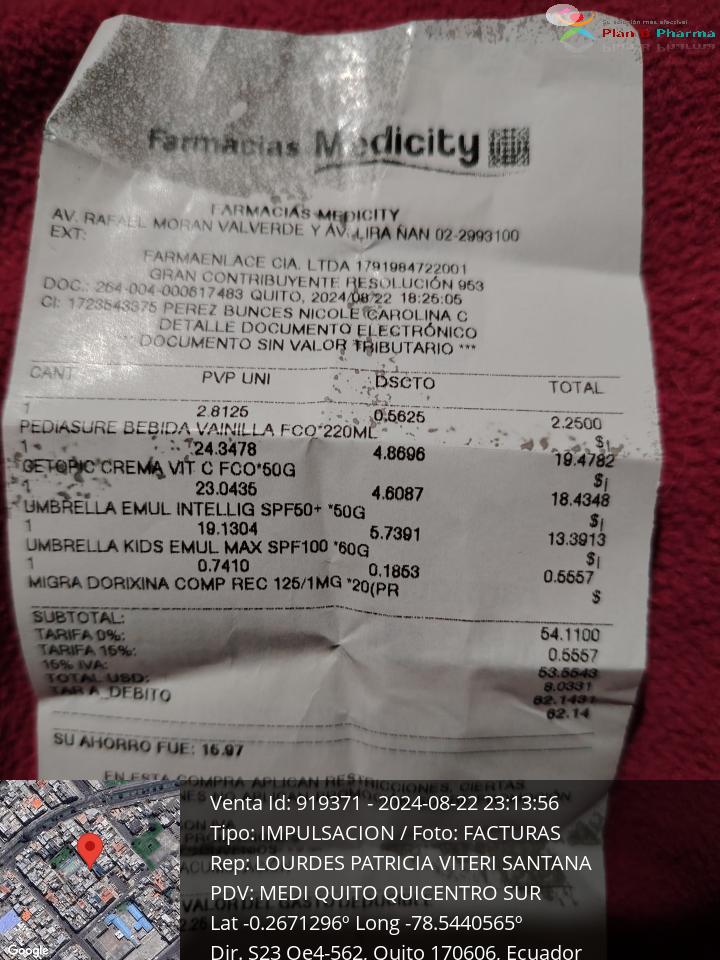 Plan d Pharma
Farmacias Medicity
FARMACIAS MEDICITY
AV. RAFAEL MORAN VALVERDE Y AV. LIRA ÑAN 02-2993100
EXT:
FARMAENLACE CIA. LTDA 1791984722001
GRAN CONTRIBUYENTE RESOLUCIÓN 953
DOC.: 264-004-000617483 QUITO, 2024/08/22 18:26:05
CI: 1723543375 PEREZ BUNCES NICOLE CAROLINA C
DETALLE DOCUMENTO ELECTRÓNICO
DOCUMENTO SIN VALOR TRIBUTARIO ***
CANT PVP UNI DSCTO TOTAL
1 2.8125 0.5625 2.2500
PEDIASURE BEBIDA VAINILLA FCO*220ML $|
1 24.3478 4.8696 19.4782
CETOPIC CREMA VIT C FCO*50G $|
1 23.0435 4.6087 18.4348
UMBRELLA EMUL INTELLIG SPF50+ *50G $|
1 19.1304 5.7391 13.3913
UMBRELLA KIDS EMUL MAX SPF100 *60G $|
1 0.7410 0.1853 0.5557
MIGRA DORIXINA COMP REC 125/1MG *20(PR $
SUBTOTAL: 54.1100
TARIFA 0%: 0.5557
TARIFA 15%: 53.5543
15% IVA: 8.0331
TOTAL USD: 62.1431
TAR A_DEBITO 62.14
SU AHORRO FUE: 15.97
EN ESTA COMPRA APLICAN RESTRICCIONES, CIERTAS
Venta Id: 919371 - 2024-08-22 23:13:56
Tipo: IMPULSACION / Foto: FACTURAS
Rep: LOURDES PATRICIA VITERI SANTANA
PDV: MEDI QUITO QUICENTRO SUR
Lat -0.2671296º Long -78.5440565º
Dir. S23 Oe4-562, Quito 170606, Ecuador
Google